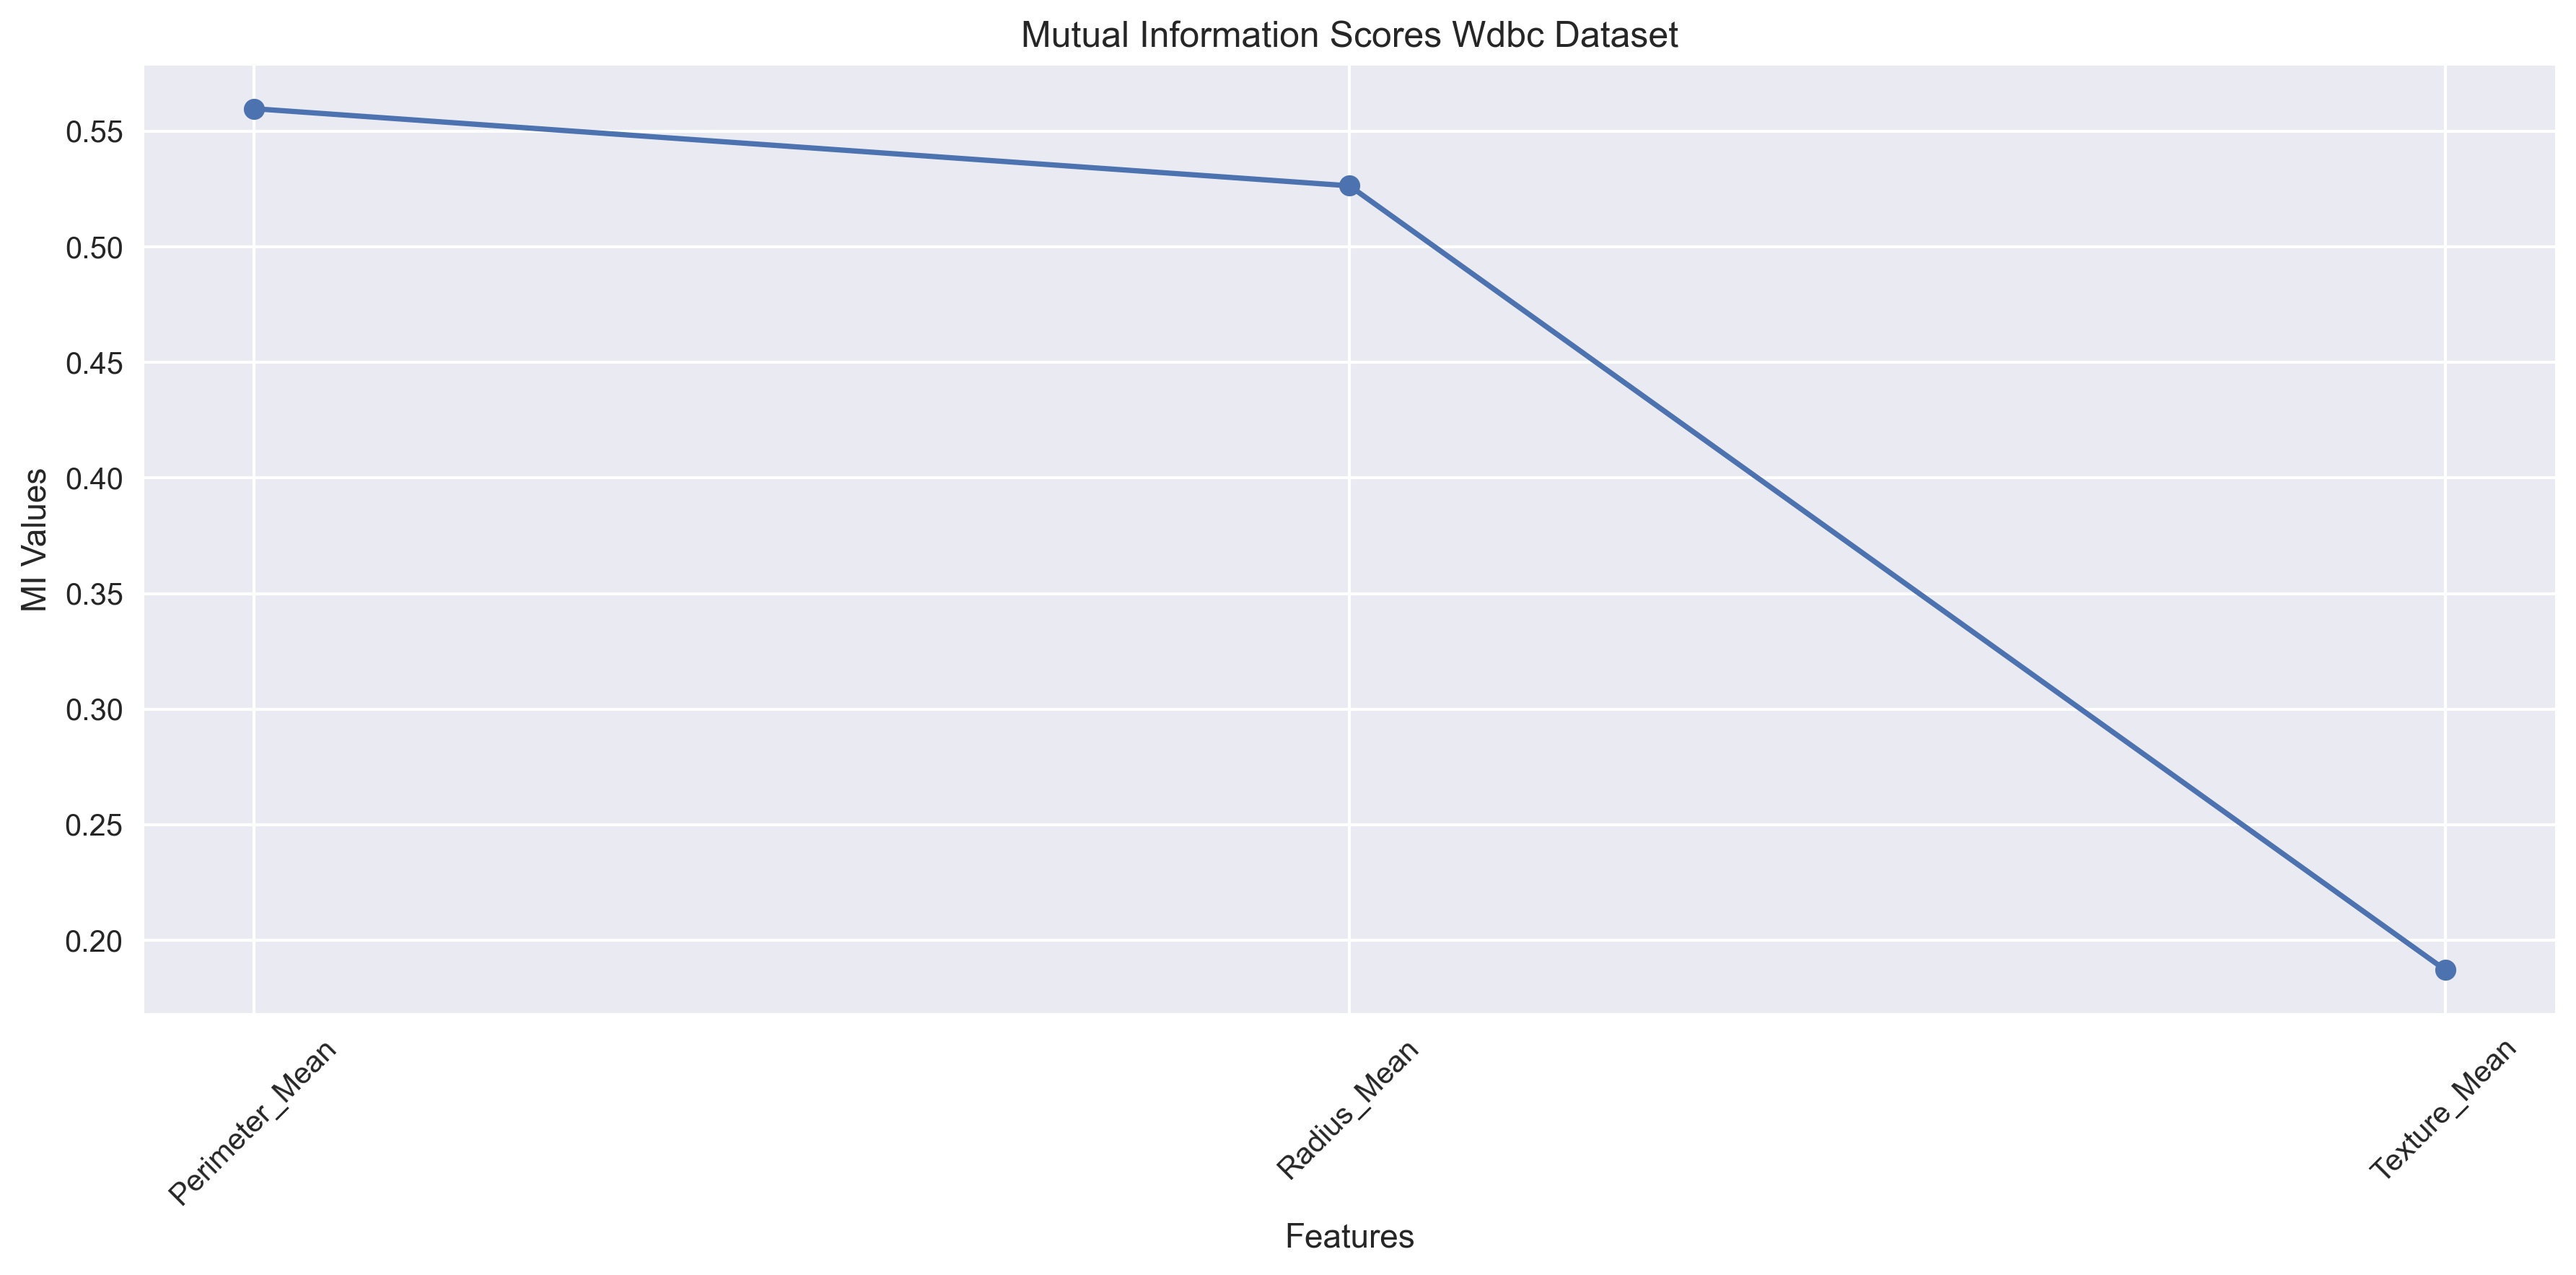 Mutual Information Scores Wdbc Dataset
MI Values
0.55
0.50
0.45
0.40
0.35
0.30
0.25
0.20
Perimeter_Mean
Radius_Mean
Texture_Mean
Features